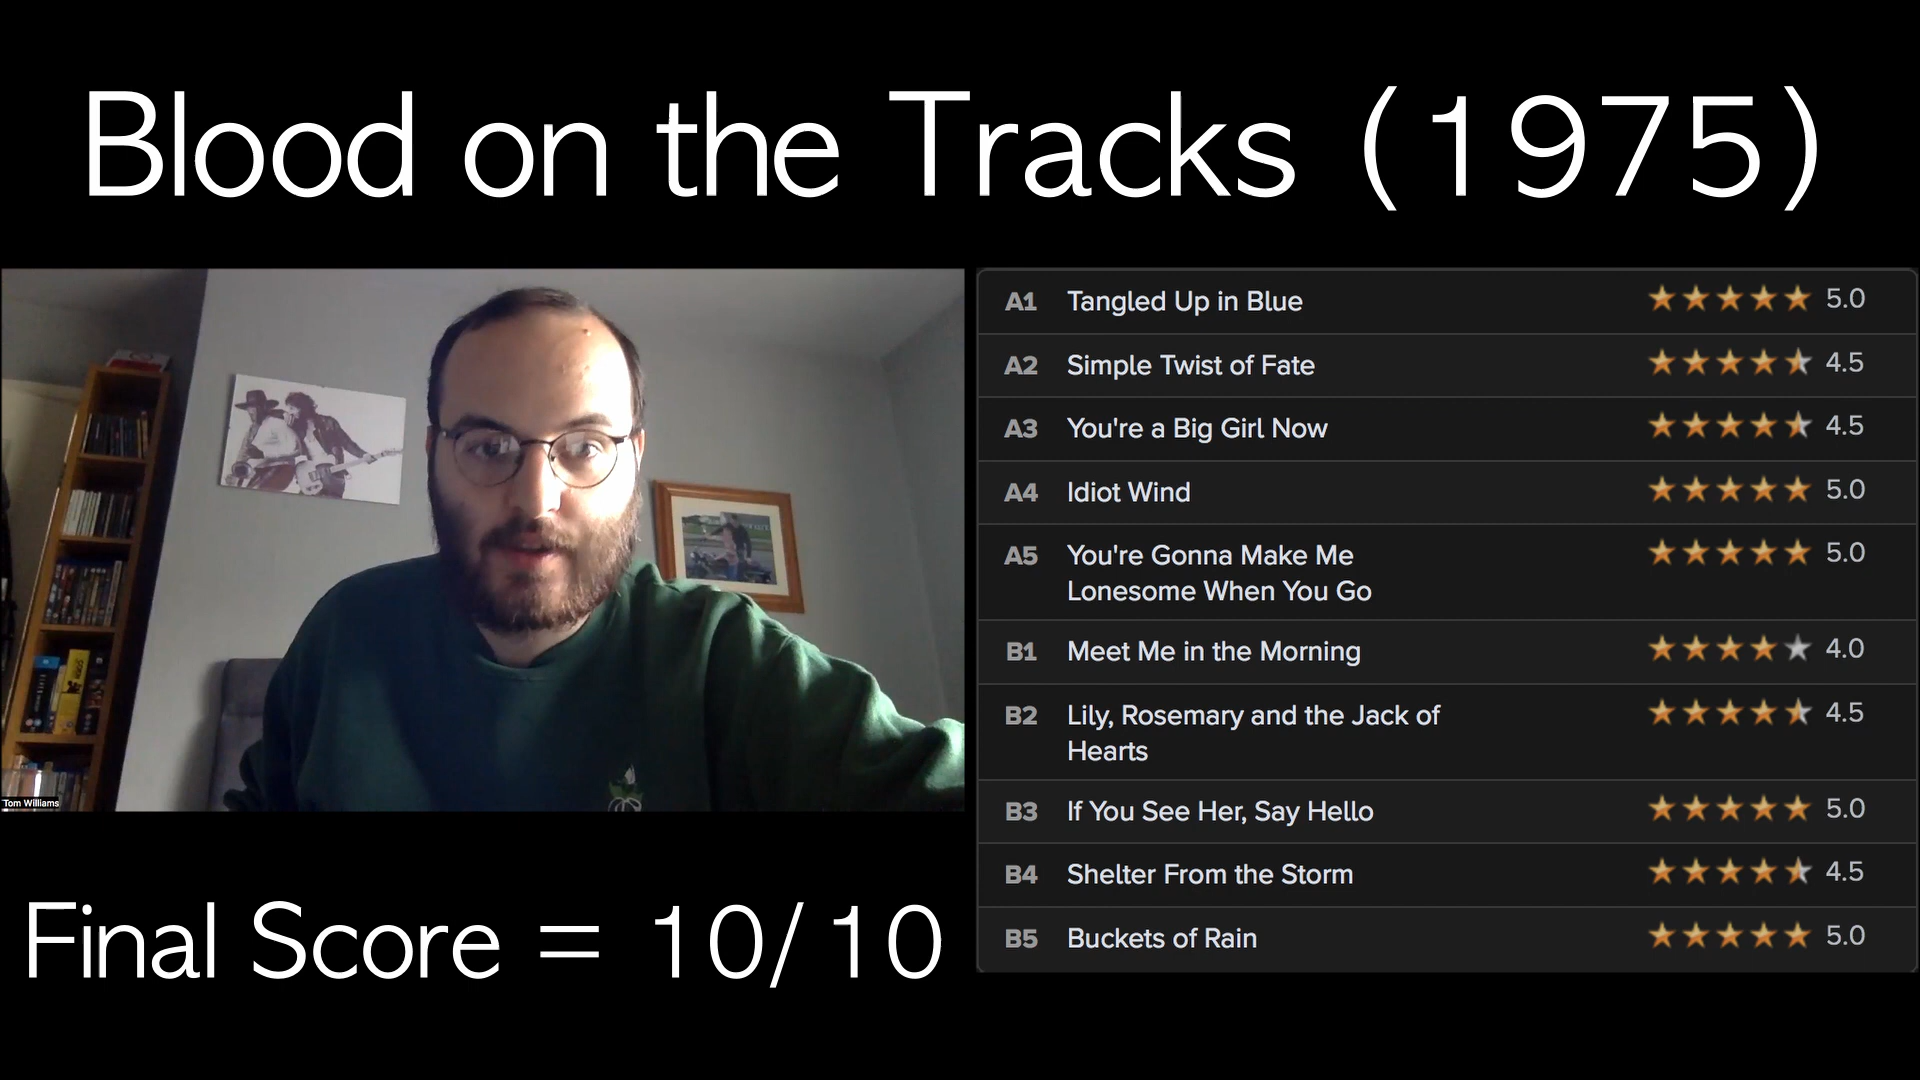 Blood on the Tracks (1975)
A1 Tangled Up in Blue 5.0
A2 Simple Twist of Fate 4.5
A3 You're a Big Girl Now 4.5
A4 Idiot Wind 5.0
A5 You're Gonna Make Me 5.0
Lonesome When You Go
B1 Meet Me in the Morning 4.0
B2 Lily, Rosemary and the Jack of 4.5
Hearts
B3 If You See Her, Say Hello 5.0
B4 Shelter From the Storm 4.5
B5 Buckets of Rain 5.0
Tom Williams
Final Score = 10/10